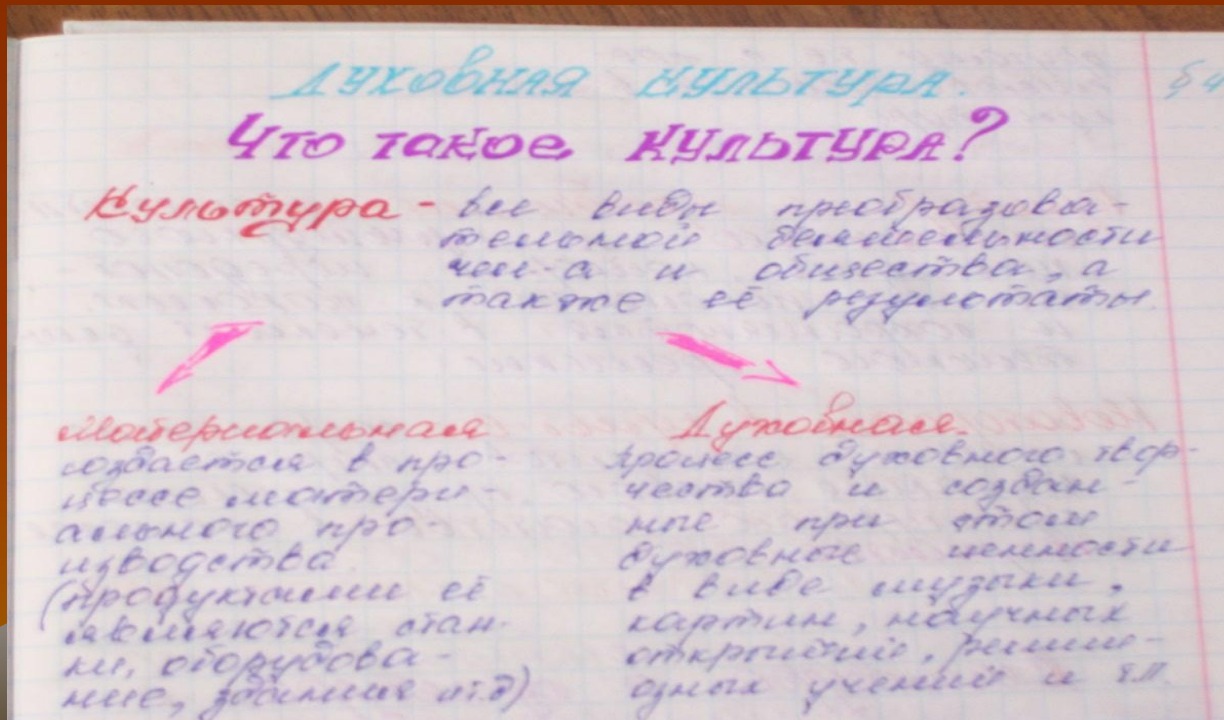 Духовная культура.
§4
Что такое культура?
Культура - все виды преобразова-
тельной деятельности
чел-а и общества, а
также её результаты.
Материальная
создается в про-
цессе матери-
ального про-
изводства
(продуктами её
являются стан-
ки, оборудова-
ние, здания и т.д)
Духовная.
процесс духовного твор-
чества и создан-
ные при этом
духовные ценности
в виде музыки,
картин, научных
открытий, религи-
озных учений и т.п.